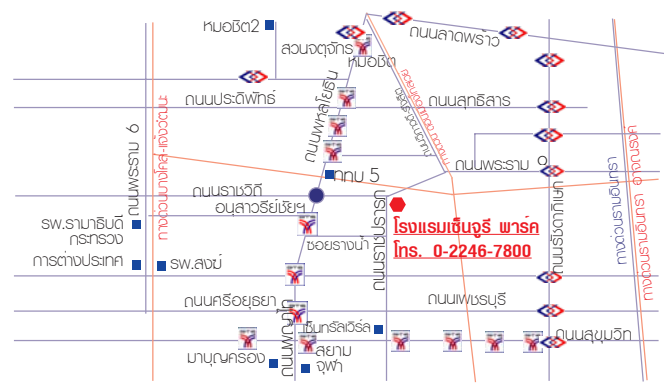 หมอชิต2
สวนจตุจักร
หมอชิต
ถนนลาดพร้าว
ถนนประดิพัทธ์
ถนนพหลโยธิน
ถนนสุทธิสาร
ถนนพระราม 6
ททบ 5
ถนนพระราม
ถนนราชวิถี
อนุสาวรีย์ชัยฯ
ถนนราชปรารถ
ถนนรัชดาภิเษก
รพ.รามาธิบดี
กระทรวง
การต่างประเทศ
รพ.สงฆ์
ซอยรางน้ำ
โรงแรมเซ็นจูรี่ พาร์ค
โทร. 0-2246-7800
ถนนศรีอยุธยา
ถนนเพชรบุรี
ถนนพญาไท
เซ็นทรัลเวิร์ล
ถนนสุขุมวิท
มาบุญครอง
สยาม
จุฬา